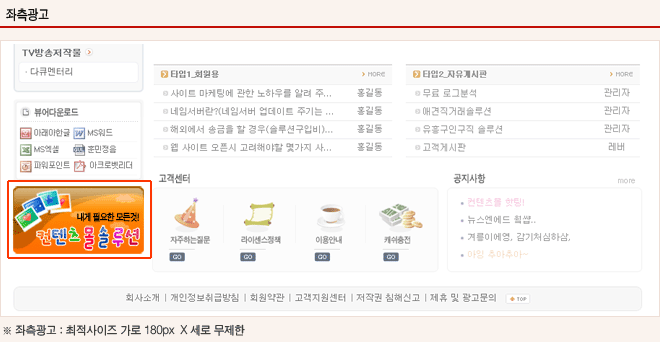 좌측광고
TV방송저작물
· 다큐멘터리
뷰어다운로드
아래아한글 MS워드
MS엑셀 훈민정음
파워포인트 아크로벳리더
내게 필요한 모든것!
컨텐츠몰솔루션
타입1_회원용 MORE
사이트 마케팅에 관한 노하우를 알려 주... 홍길동
네임서버란?(네임서버 업데이트 주기는 ... 홍길동
해외에서 송금을 할 경우(솔루션구입비)... 홍길동
웹 사이트 오픈시 고려해야할 몇가지 사... 홍길동
타입2_자유게시판 MORE
무료 로그분석 관리자
애견직거래솔루션 관리자
유흥구인구직 솔루션 관리자
고객게시판 레버
고객센터
자주하는질문 라이센스정책 이용안내 캐쉬충전
GO GO GO GO
공지사항 more
• 컨텐츠몰 헛팅!
• 뉴스엔에드 웍썹..
• 겨릉이에영, 감기처심하삼,
• 야덩 추아추아~
회사소개 | 개인정보취급방침 | 회원약관 | 고객지원센터 | 저작권 침해신고 | 제휴 및 광고문의 TOP
※ 좌측광고 : 최적사이즈 가로 180px X 세로 무제한